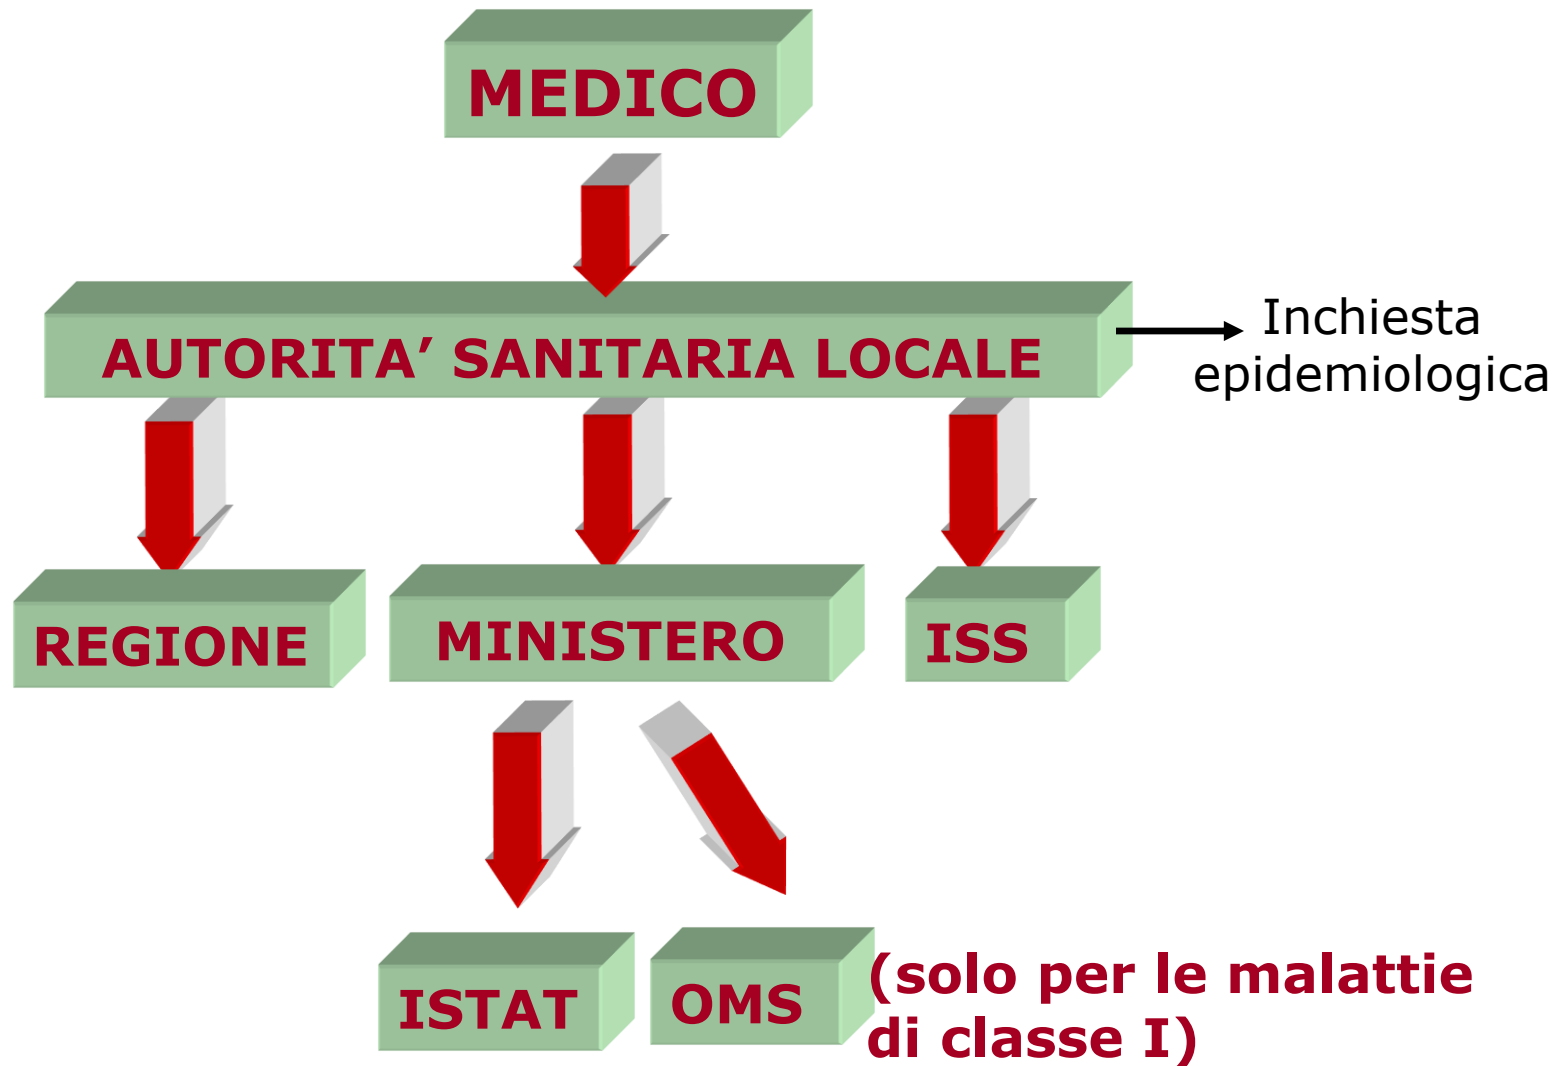 MEDICO
AUTORITA’ SANITARIA LOCALE
Inchiesta
epidemiologica
REGIONE
MINISTERO
ISS
ISTAT
OMS
(solo per le malattie
di classe I)